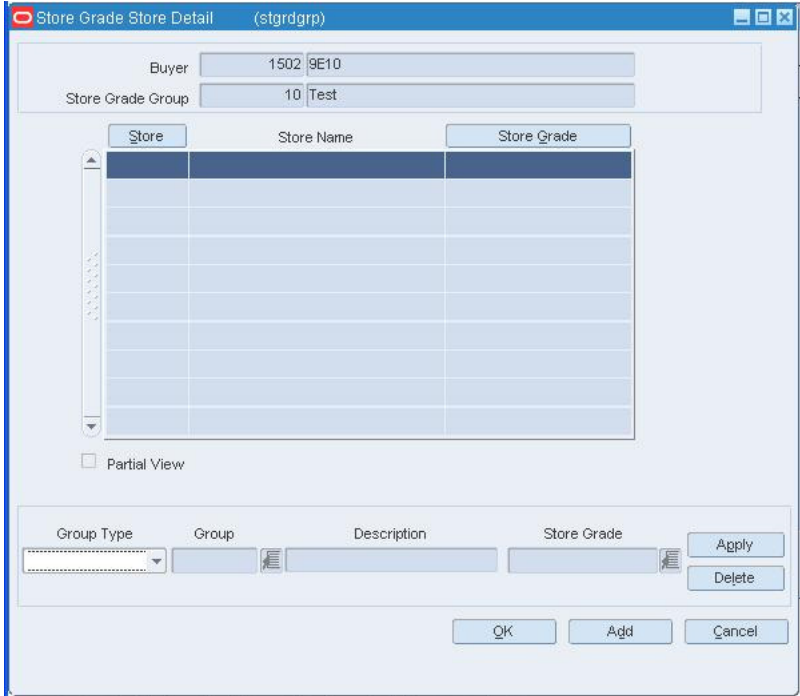 Store Grade Store Detail (stgrdgrp)
Buyer 1502 9E10
Store Grade Group 10 Test
Store Store Name Store Grade
Partial View
Group Type Group Description Store Grade
Apply
Delete
OK Add Cancel